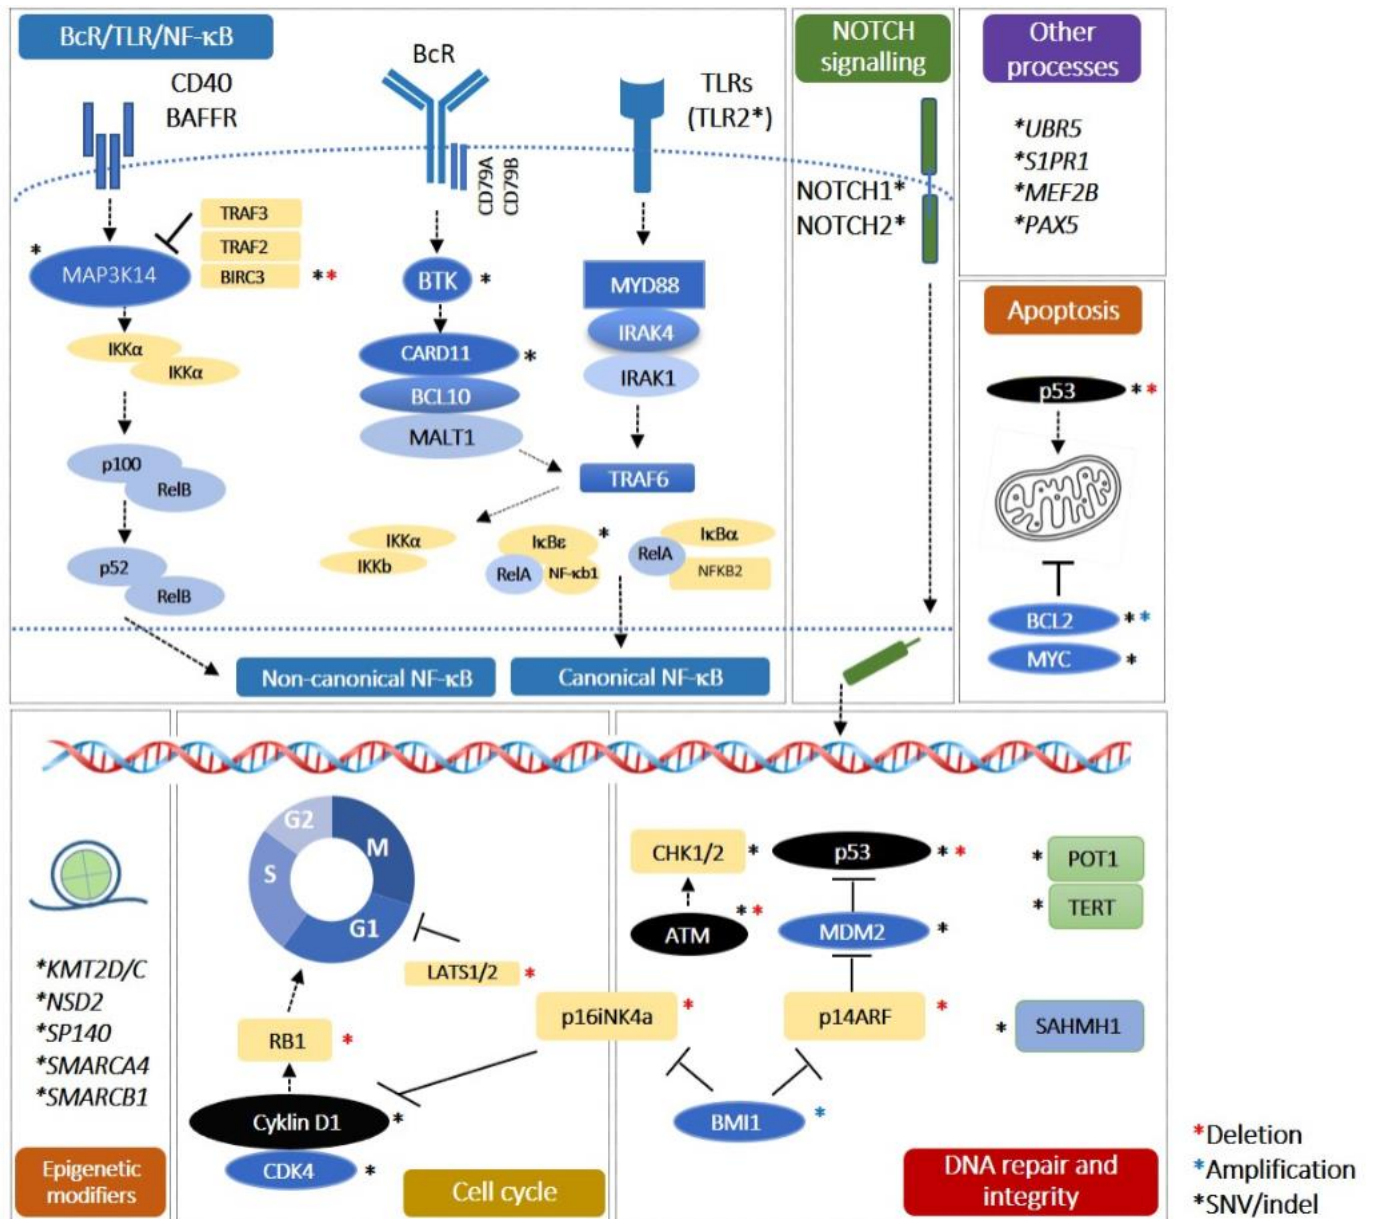 BcR/TLR/NF-κB
CD40
BAFFR
BcR
CD79A
CD79B
TLRs
(TLR2*)
TRAF3
TRAF2
BIRC3
**
*
MAP3K14
IKKα
IKKα
p100
RelB
p52
RelB
BTK
*
CARD11
*
BCL10
MALT1
MYD88
IRAK4
IRAK1
TRAF6
IKKα
IKKb
IκBε
*
RelA
NF-κb1
IκBα
RelA
NFKB2
Non-canonical NF-κB
Canonical NF-κB
NOTCH
signalling
NOTCH1*
NOTCH2*
Other
processes
*UBR5
*S1PR1
*MEF2B
*PAX5
Apoptosis
p53
**
BCL2
**
MYC
*
*KMT2D/C
*NSD2
*SP140
*SMARCA4
*SMARCB1
Epigenetic
modifiers
G2
M
S
G1
LATS1/2
*
RB1
*
p16iNK4a
*
Cyklin D1
*
CDK4
*
Cell cycle
CHK1/2
*
p53
**
ATM
**
MDM2
*
p14ARF
*
BMI1
*
* POT1
* TERT
* SAHMH1
DNA repair and
integrity
*Deletion
*Amplification
*SNV/indel